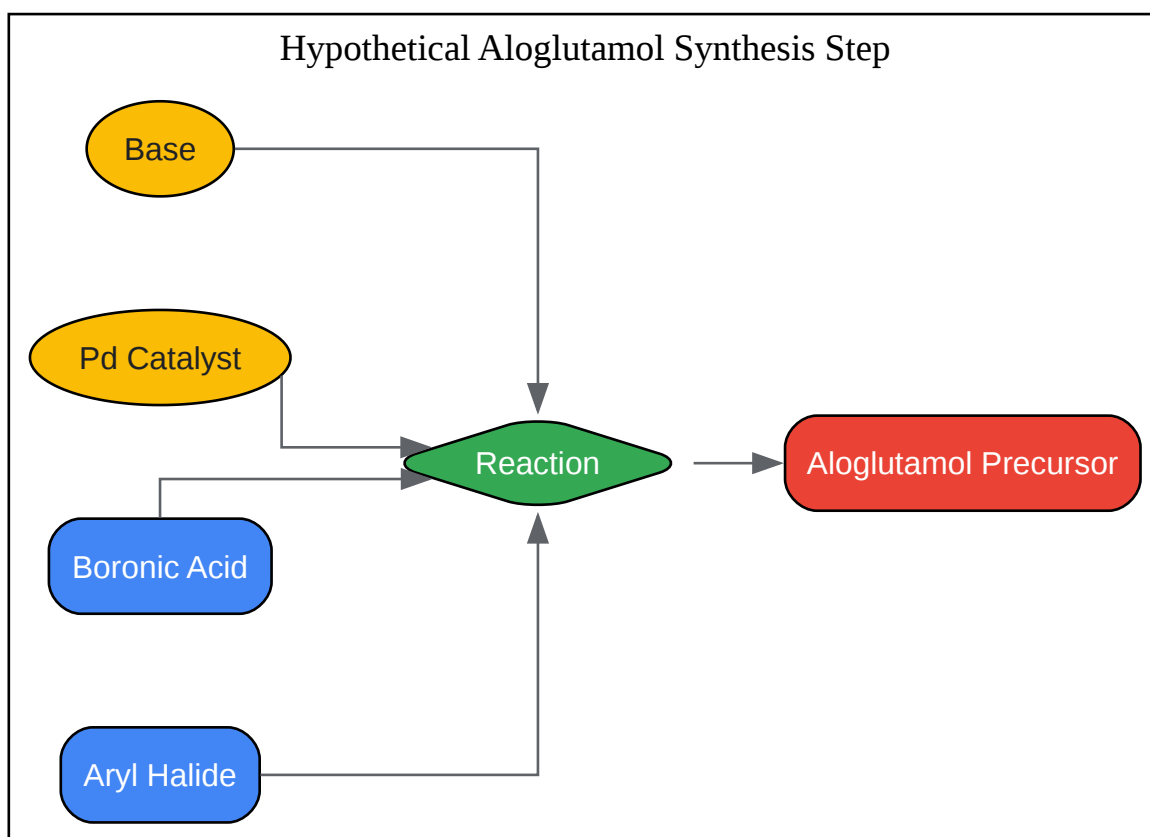 Hypothetical Aloglutamol Synthesis Step
Base
Pd Catalyst
Reaction
Aloglutamol Precursor
Boronic Acid
Aryl Halide